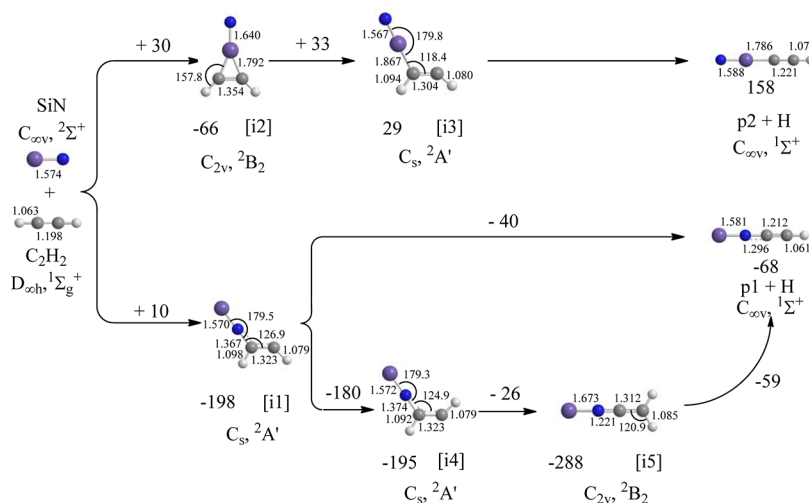 + 30
1.640
1.792
157.8
1.354
-66 [i2]
C2v, ²B2
+ 33
1.567
179.8
1.867
118.4
1.094
1.080
1.304
29 [i3]
Cs, ²A'
1.786
1.07
1.588
1.221
158
p2 + H
C∞v, ¹Σ⁺
SiN
C∞v, ²Σ⁺
1.574
+
1.063
1.198
C2H2
D∞h, ¹Σg⁺
+ 10
1.570
179.5
1.367
126.9
1.098
1.079
1.323
-198 [i1]
Cs, ²A'
- 40
1.581
1.212
1.296
1.061
-68
p1 + H
C∞v, ¹Σ⁺
-180
1.572
179.3
1.374
124.9
1.092
1.079
1.323
-195 [i4]
Cs, ²A'
- 26
1.673
1.312
1.085
1.221
120.9
-288 [i5]
C2v, ²B2
-59